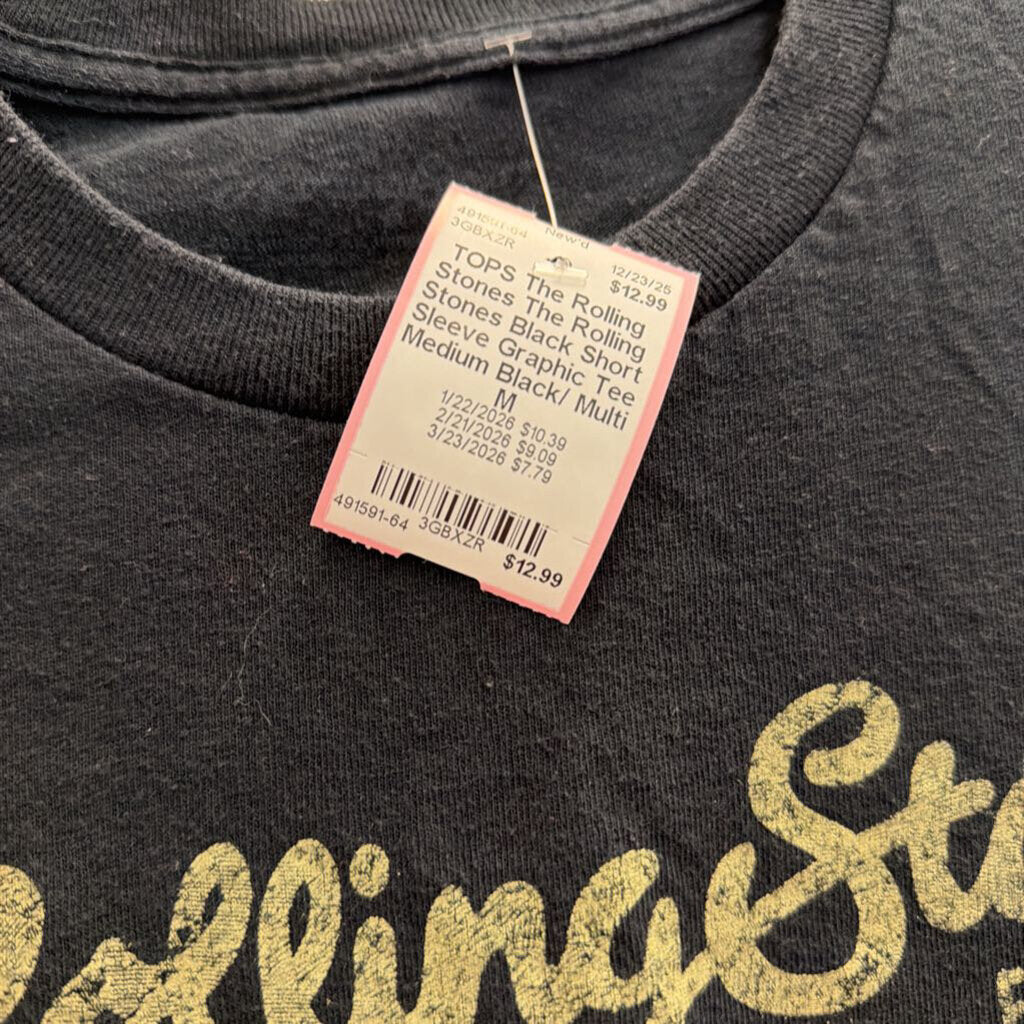 491591-64 New'd 12/23/25
3GBXZR $12.99
TOPS The Rolling
Stones The Rolling
Stones Black Short
Sleeve Graphic Tee
Medium Black/ Multi
M
1/22/2026 $10.39
2/21/2026 $9.09
3/23/2026 $7.79
491591-64 3GBXZR $12.99
olling St